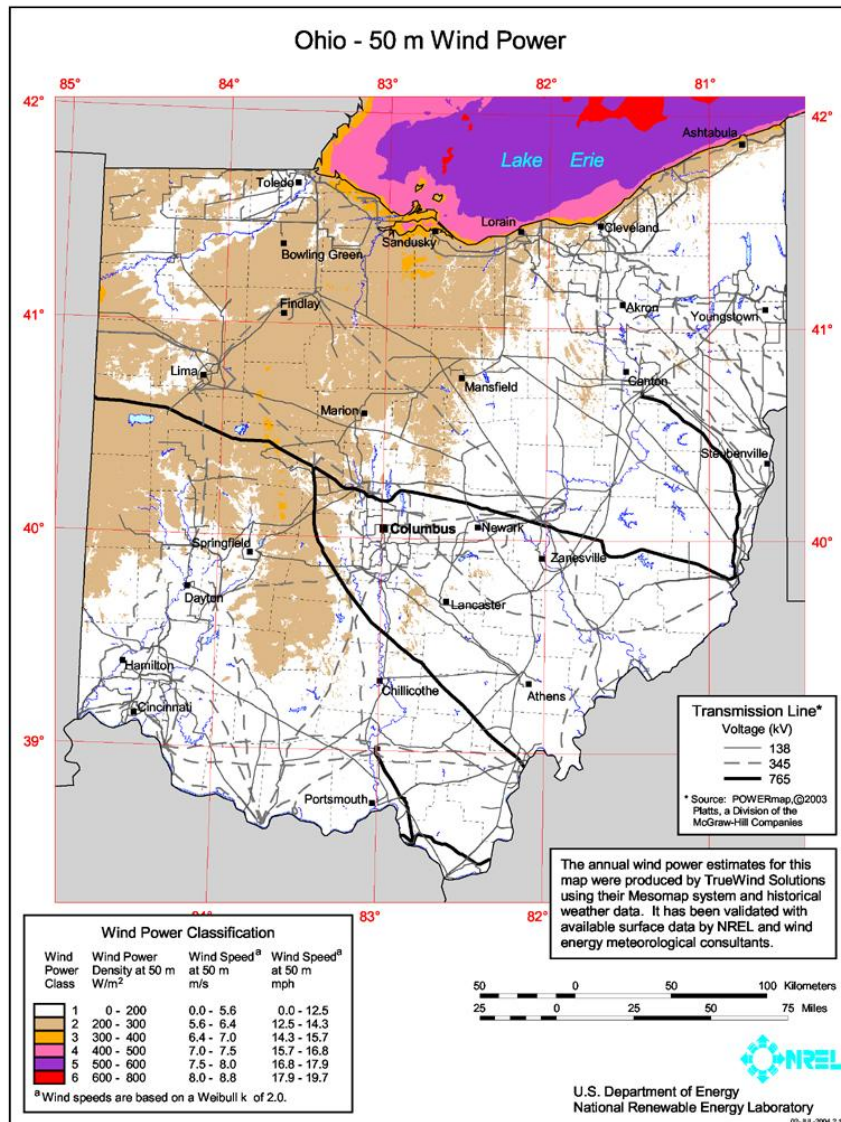 Ohio - 50 m Wind Power
85° 84° 83° 82° 81°
42° 42°
Ashtabula
Lake Erie
Toledo
Lorain
Cleveland
Sandusky
Bowling Green
Findlay
Akron
Youngstown
41° 41°
Lima
Mansfield
Canton
Marion
Steubenville
40° Columbus Newark 40°
Springfield
Zanesville
Dayton
Lancaster
Hamilton
Chillicothe
Athens
Cincinnati
39° 39°
Portsmouth
83° 82°
Transmission Line*
Voltage (kV)
138
345
765
* Source: POWERmap,©2003
Platts, a Division of the
McGraw-Hill Companies
The annual wind power estimates for this
map were produced by TrueWind Solutions
using their Mesomap system and historical
weather data. It has been validated with
available surface data by NREL and wind
energy meteorological consultants.
Wind Power Classification
Wind Wind Power Wind Speedᵃ Wind Speedᵃ
Power Density at 50 m at 50 m at 50 m
Class W/m² m/s mph
1 0 - 200 0.0 - 5.6 0.0 - 12.5
2 200 - 300 5.6 - 6.4 12.5 - 14.3
3 300 - 400 6.4 - 7.0 14.3 - 15.7
4 400 - 500 7.0 - 7.5 15.7 - 16.8
5 500 - 600 7.5 - 8.0 16.8 - 17.9
6 600 - 800 8.0 - 8.8 17.9 - 19.7
ᵃ Wind speeds are based on a Weibull k of 2.0.
50 0 50 100 Kilometers
25 0 25 50 75 Miles
NREL
U.S. Department of Energy
National Renewable Energy Laboratory